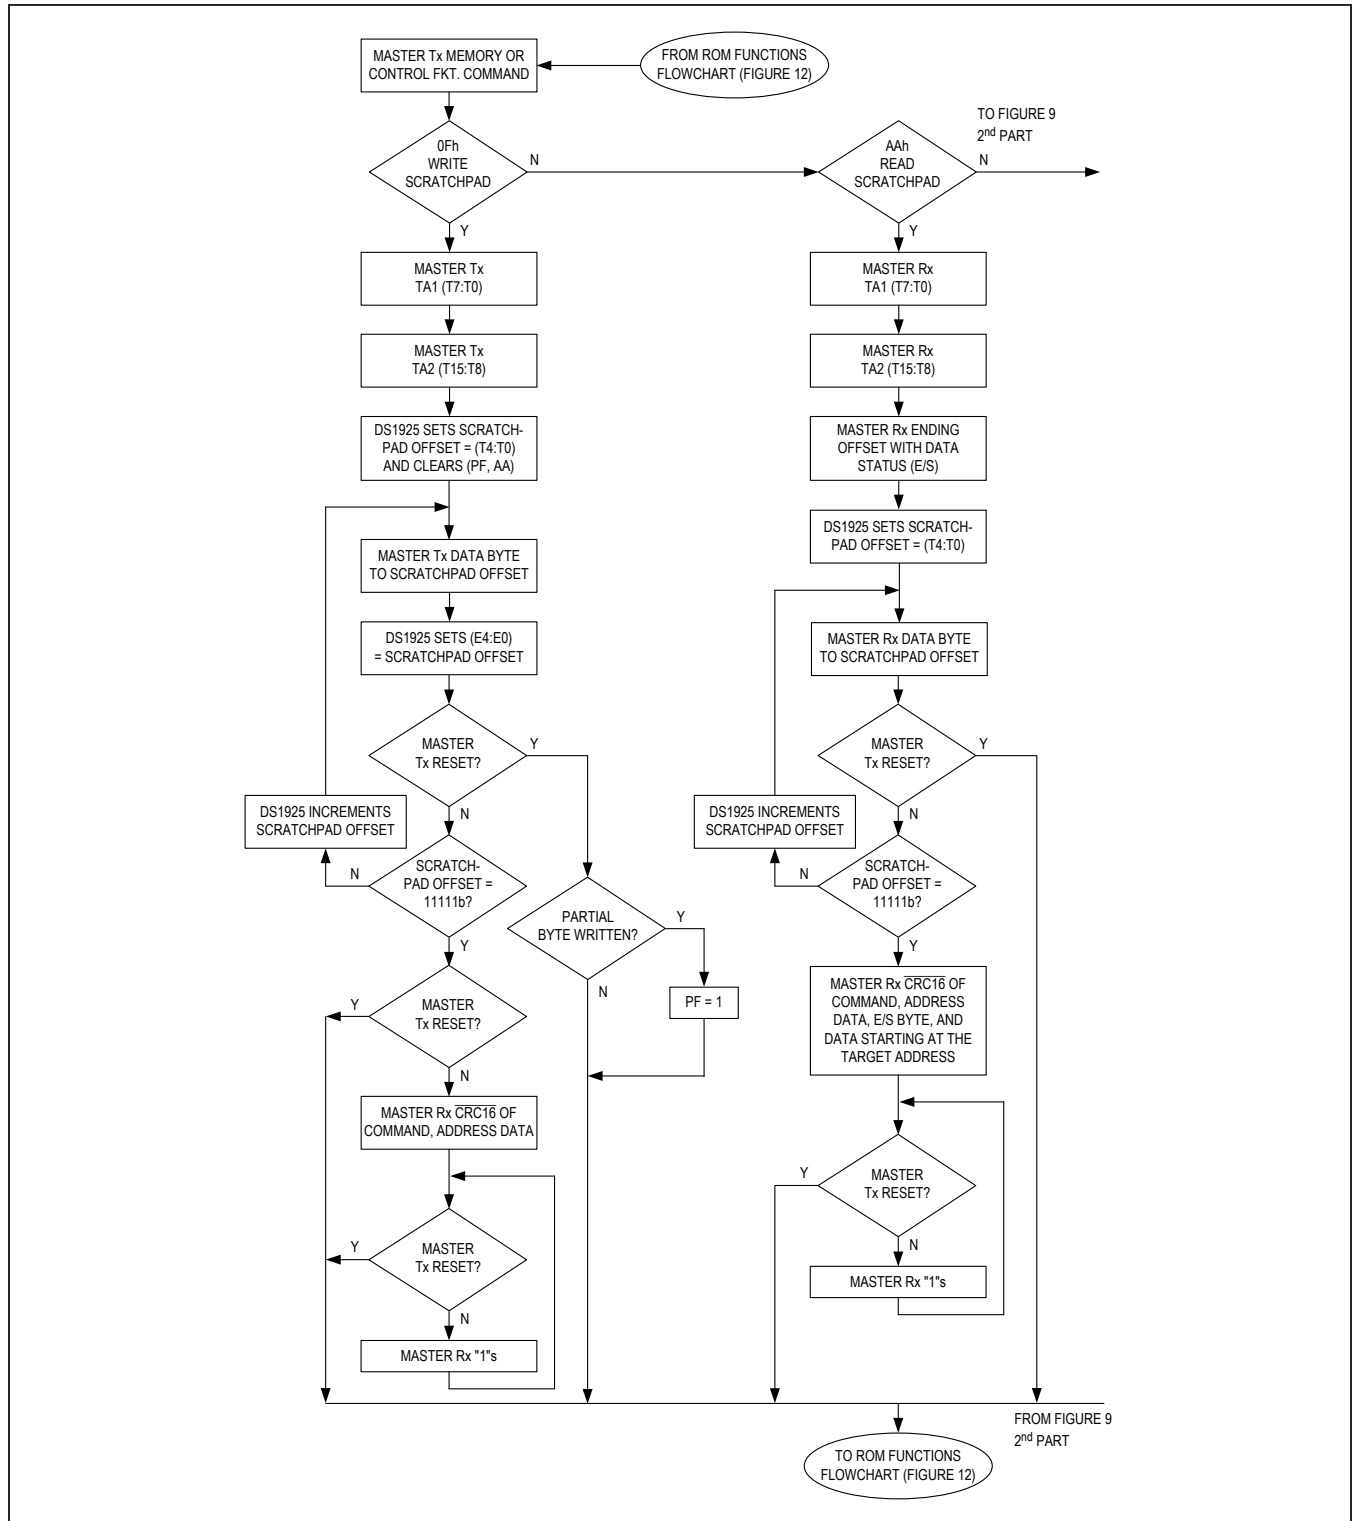 MASTER Tx MEMORY OR
CONTROL FKT. COMMAND
FROM ROM FUNCTIONS
FLOWCHART (FIGURE 12)
0Fh
WRITE
SCRATCHPAD
N
Y
AAh
READ
SCRATCHPAD
N
Y
TO FIGURE 9
2nd PART
MASTER Tx
TA1 (T7:T0)
MASTER Tx
TA2 (T15:T8)
DS1925 SETS SCRATCH-
PAD OFFSET = (T4:T0)
AND CLEARS (PF, AA)
MASTER Tx DATA BYTE
TO SCRATCHPAD OFFSET
DS1925 SETS (E4:E0)
= SCRATCHPAD OFFSET
MASTER
Tx RESET?
Y
N
DS1925 INCREMENTS
SCRATCHPAD OFFSET
SCRATCH-
PAD OFFSET =
11111b?
N
Y
PARTIAL
BYTE WRITTEN?
Y
N
PF = 1
MASTER
Tx RESET?
Y
N
MASTER Rx CRC16 OF
COMMAND, ADDRESS DATA
MASTER
Tx RESET?
Y
N
MASTER Rx "1"s
MASTER Rx
TA1 (T7:T0)
MASTER Rx
TA2 (T15:T8)
MASTER Rx ENDING
OFFSET WITH DATA
STATUS (E/S)
DS1925 SETS SCRATCH-
PAD OFFSET = (T4:T0)
MASTER Rx DATA BYTE
TO SCRATCHPAD OFFSET
MASTER
Tx RESET?
Y
N
DS1925 INCREMENTS
SCRATCHPAD OFFSET
SCRATCH-
PAD OFFSET =
11111b?
N
Y
MASTER Rx CRC16 OF
COMMAND, ADDRESS
DATA, E/S BYTE, AND
DATA STARTING AT THE
TARGET ADDRESS
MASTER
Tx RESET?
Y
N
MASTER Rx "1"s
FROM FIGURE 9
2nd PART
TO ROM FUNCTIONS
FLOWCHART (FIGURE 12)